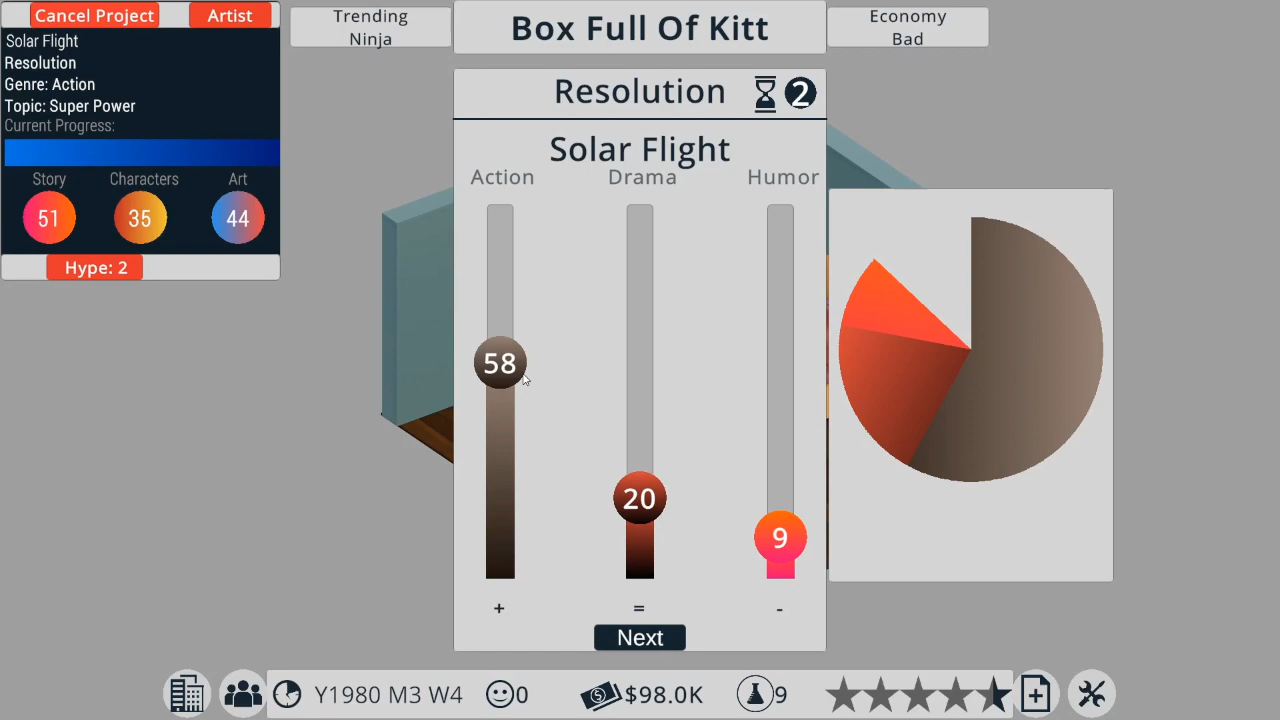 Cancel Project
Artist
Solar Flight
Resolution
Genre: Action
Topic: Super Power
Current Progress:
Story
Characters
Art
51
35
44
Hype: 2
Trending
Ninja
Box Full Of Kitt
Economy
Bad
Resolution
2
Solar Flight
Action
Drama
Humor
58
20
9
+
=
-
Next
Y1980 M3 W4
0
$98.0K
9